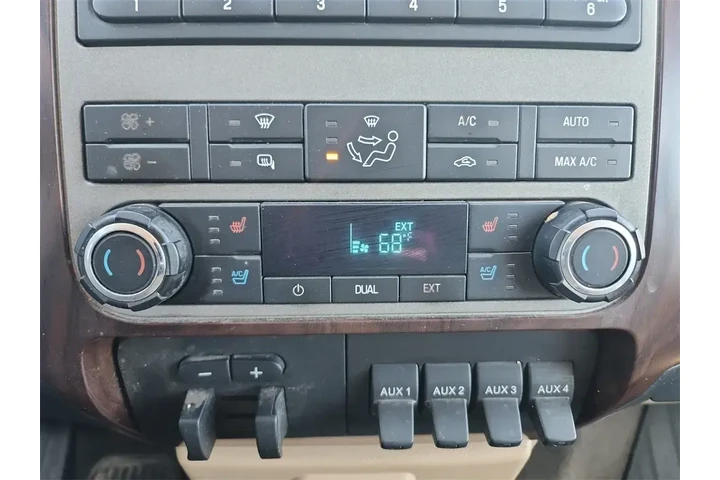 1 2 3 4 5 6
+ A/C AUTO
- MAX A/C
EXT
68°F
A/C A/C
DUAL EXT
- +
AUX 1 AUX 2 AUX 3 AUX 4